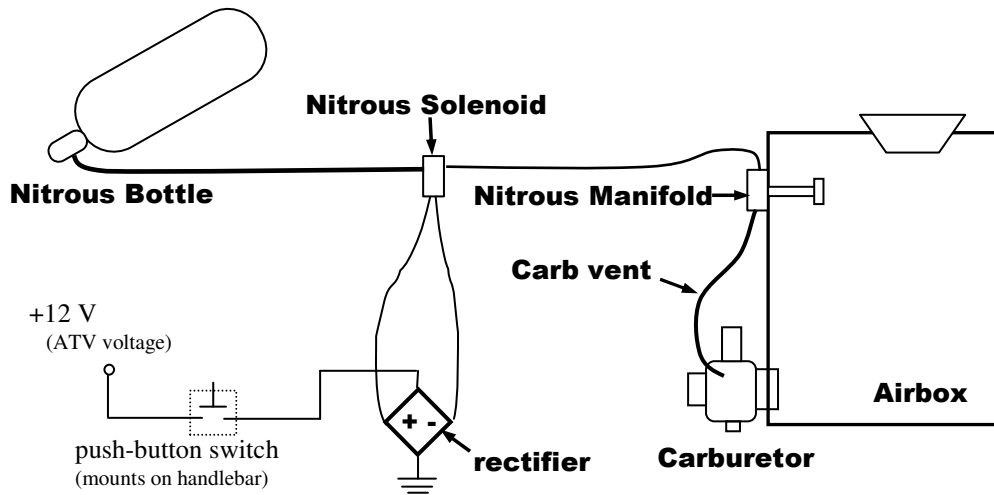 Nitrous Solenoid
Nitrous Bottle
Nitrous Manifold
Carb vent
+12 V
(ATV voltage)
Airbox
+ -
push-button switch
(mounts on handlebar)
rectifier
Carburetor